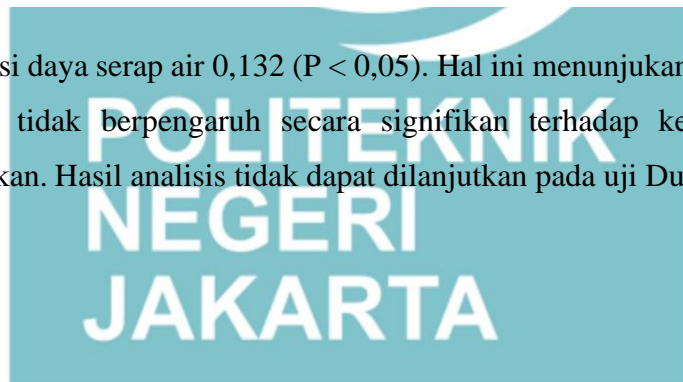 si daya serap air 0,132 (P < 0,05). Hal ini menunjukan
tidak berpengaruh secara signifikan terhadap ke
kan. Hasil analisis tidak dapat dilanjutkan pada uji Du
POLITEKNIK
NEGERI
JAKARTA